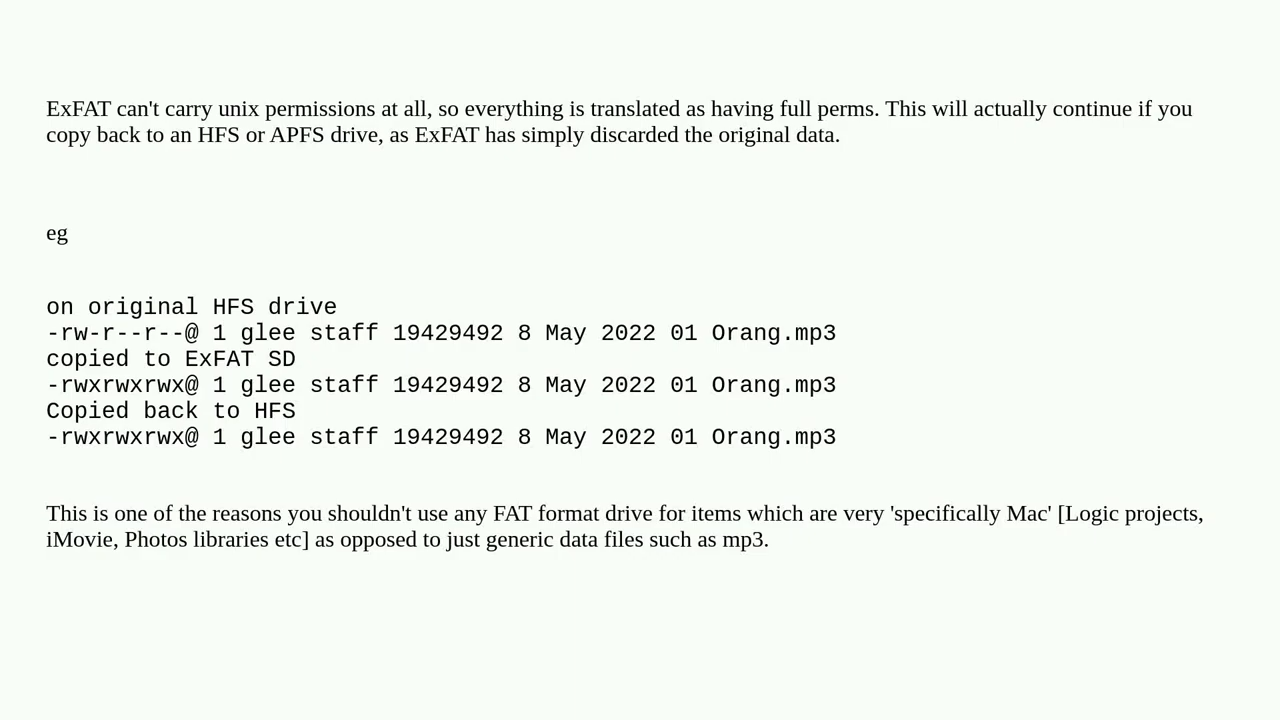 ExFAT can't carry unix permissions at all, so everything is translated as having full perms. This will actually continue if you
copy back to an HFS or APFS drive, as ExFAT has simply discarded the original data.
eg
on original HFS drive
-rw-r--r--@ 1 glee staff 19429492 8 May 2022 01 Orang.mp3
copied to ExFAT SD
-rwxrwxrwx@ 1 glee staff 19429492 8 May 2022 01 Orang.mp3
Copied back to HFS
-rwxrwxrwx@ 1 glee staff 19429492 8 May 2022 01 Orang.mp3
This is one of the reasons you shouldn't use any FAT format drive for items which are very 'specifically Mac' [Logic projects,
iMovie, Photos libraries etc] as opposed to just generic data files such as mp3.